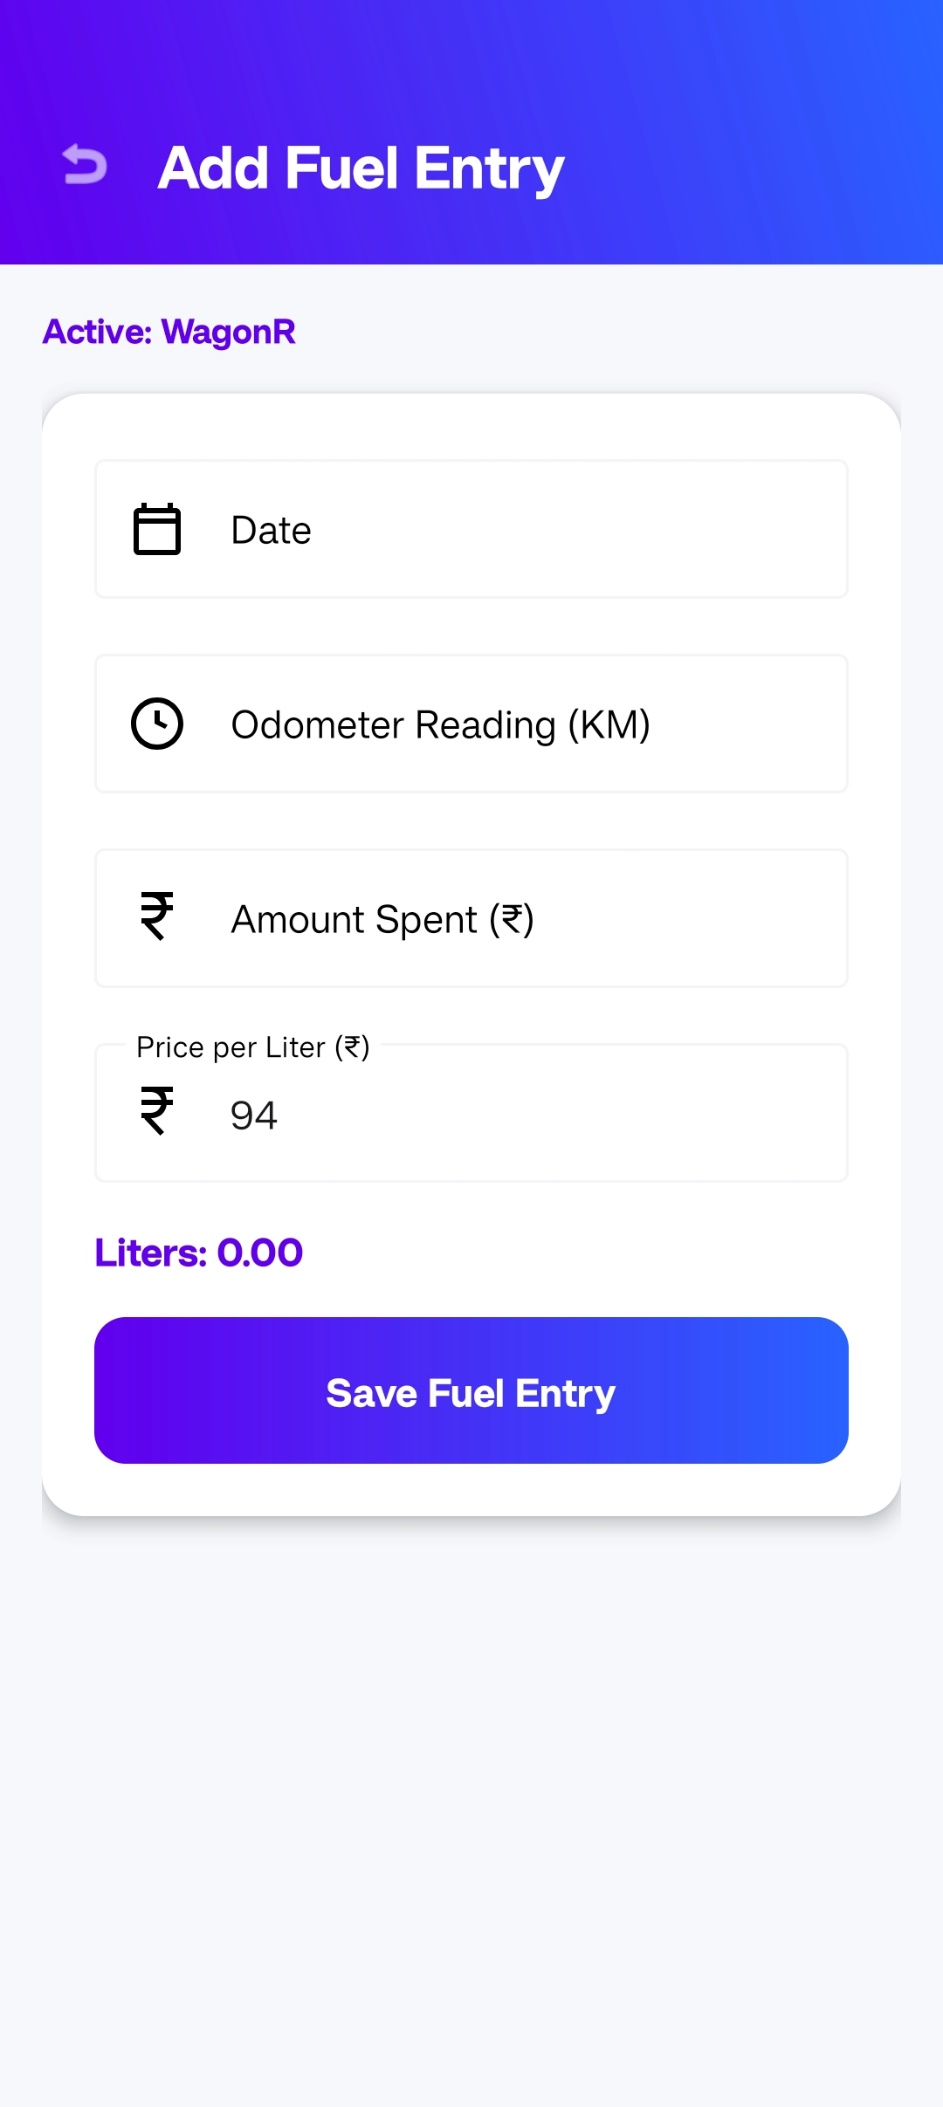 Add Fuel Entry
Active: WagonR
Date
Odometer Reading (KM)
₹ Amount Spent (₹)
Price per Liter (₹)
₹ 94
Liters: 0.00
Save Fuel Entry